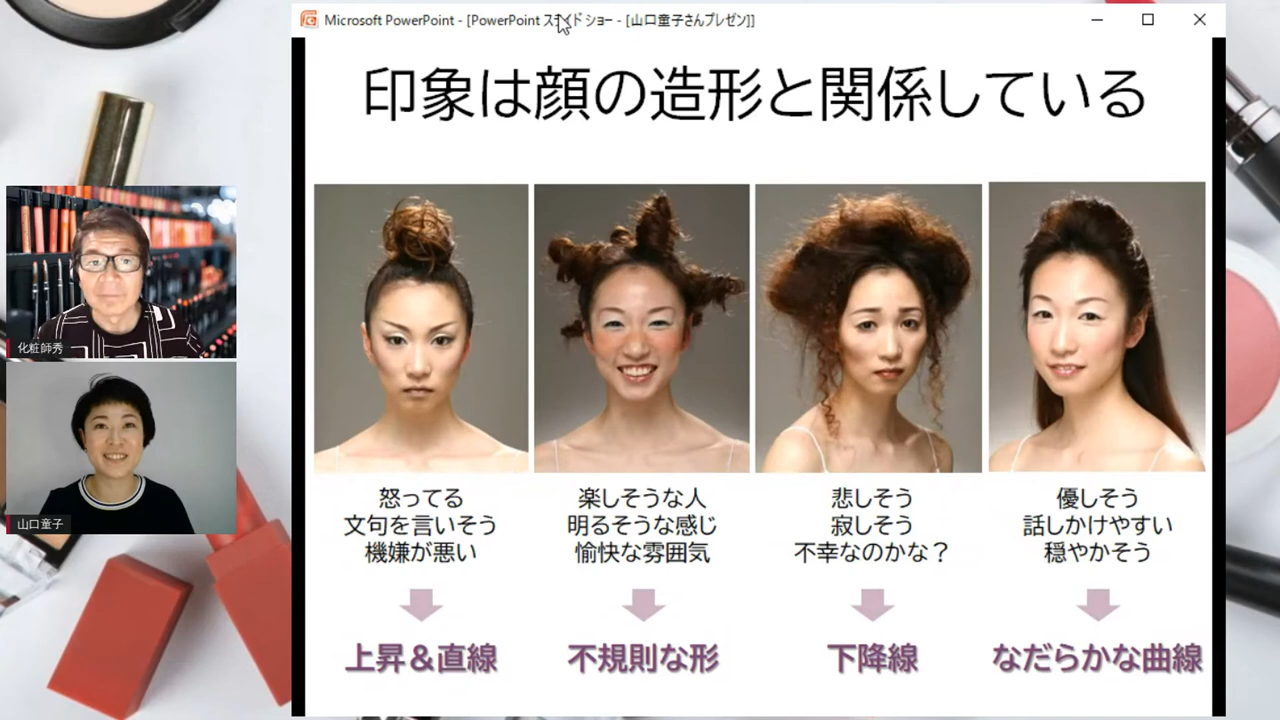 Microsoft PowerPoint - [PowerPoint スライド ショー - [山口童子さんプレゼン]]
印象は顔の造形と関係している
化粧師秀
山口童子
怒ってる
文句を言いそう
機嫌が悪い
楽しそうな人
明るそうな感じ
愉快な雰囲気
悲しそう
寂しそう
不幸なのかな？
優しそう
話しかけやすい
穏やかそう
上昇＆直線
不規則な形
下降線
なだらかな曲線